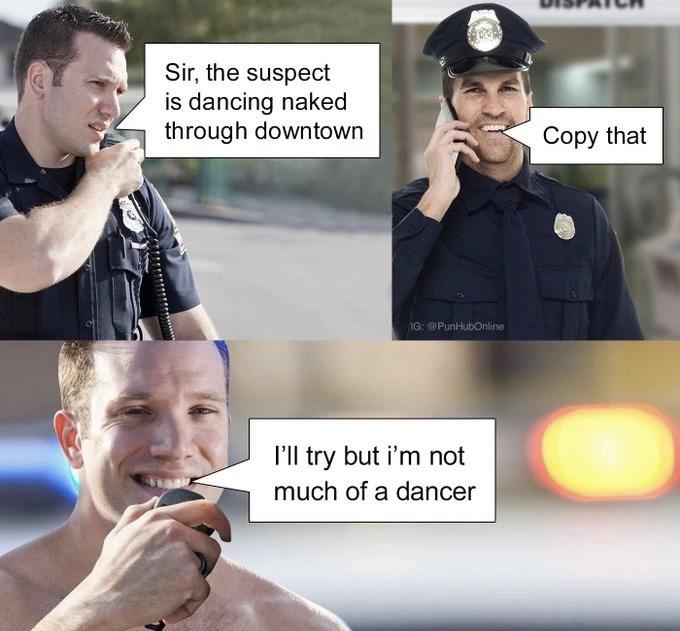 DISPATCH
Sir, the suspect
is dancing naked
through downtown
Copy that
IG: @PunHubOnline
I'll try but i'm not
much of a dancer